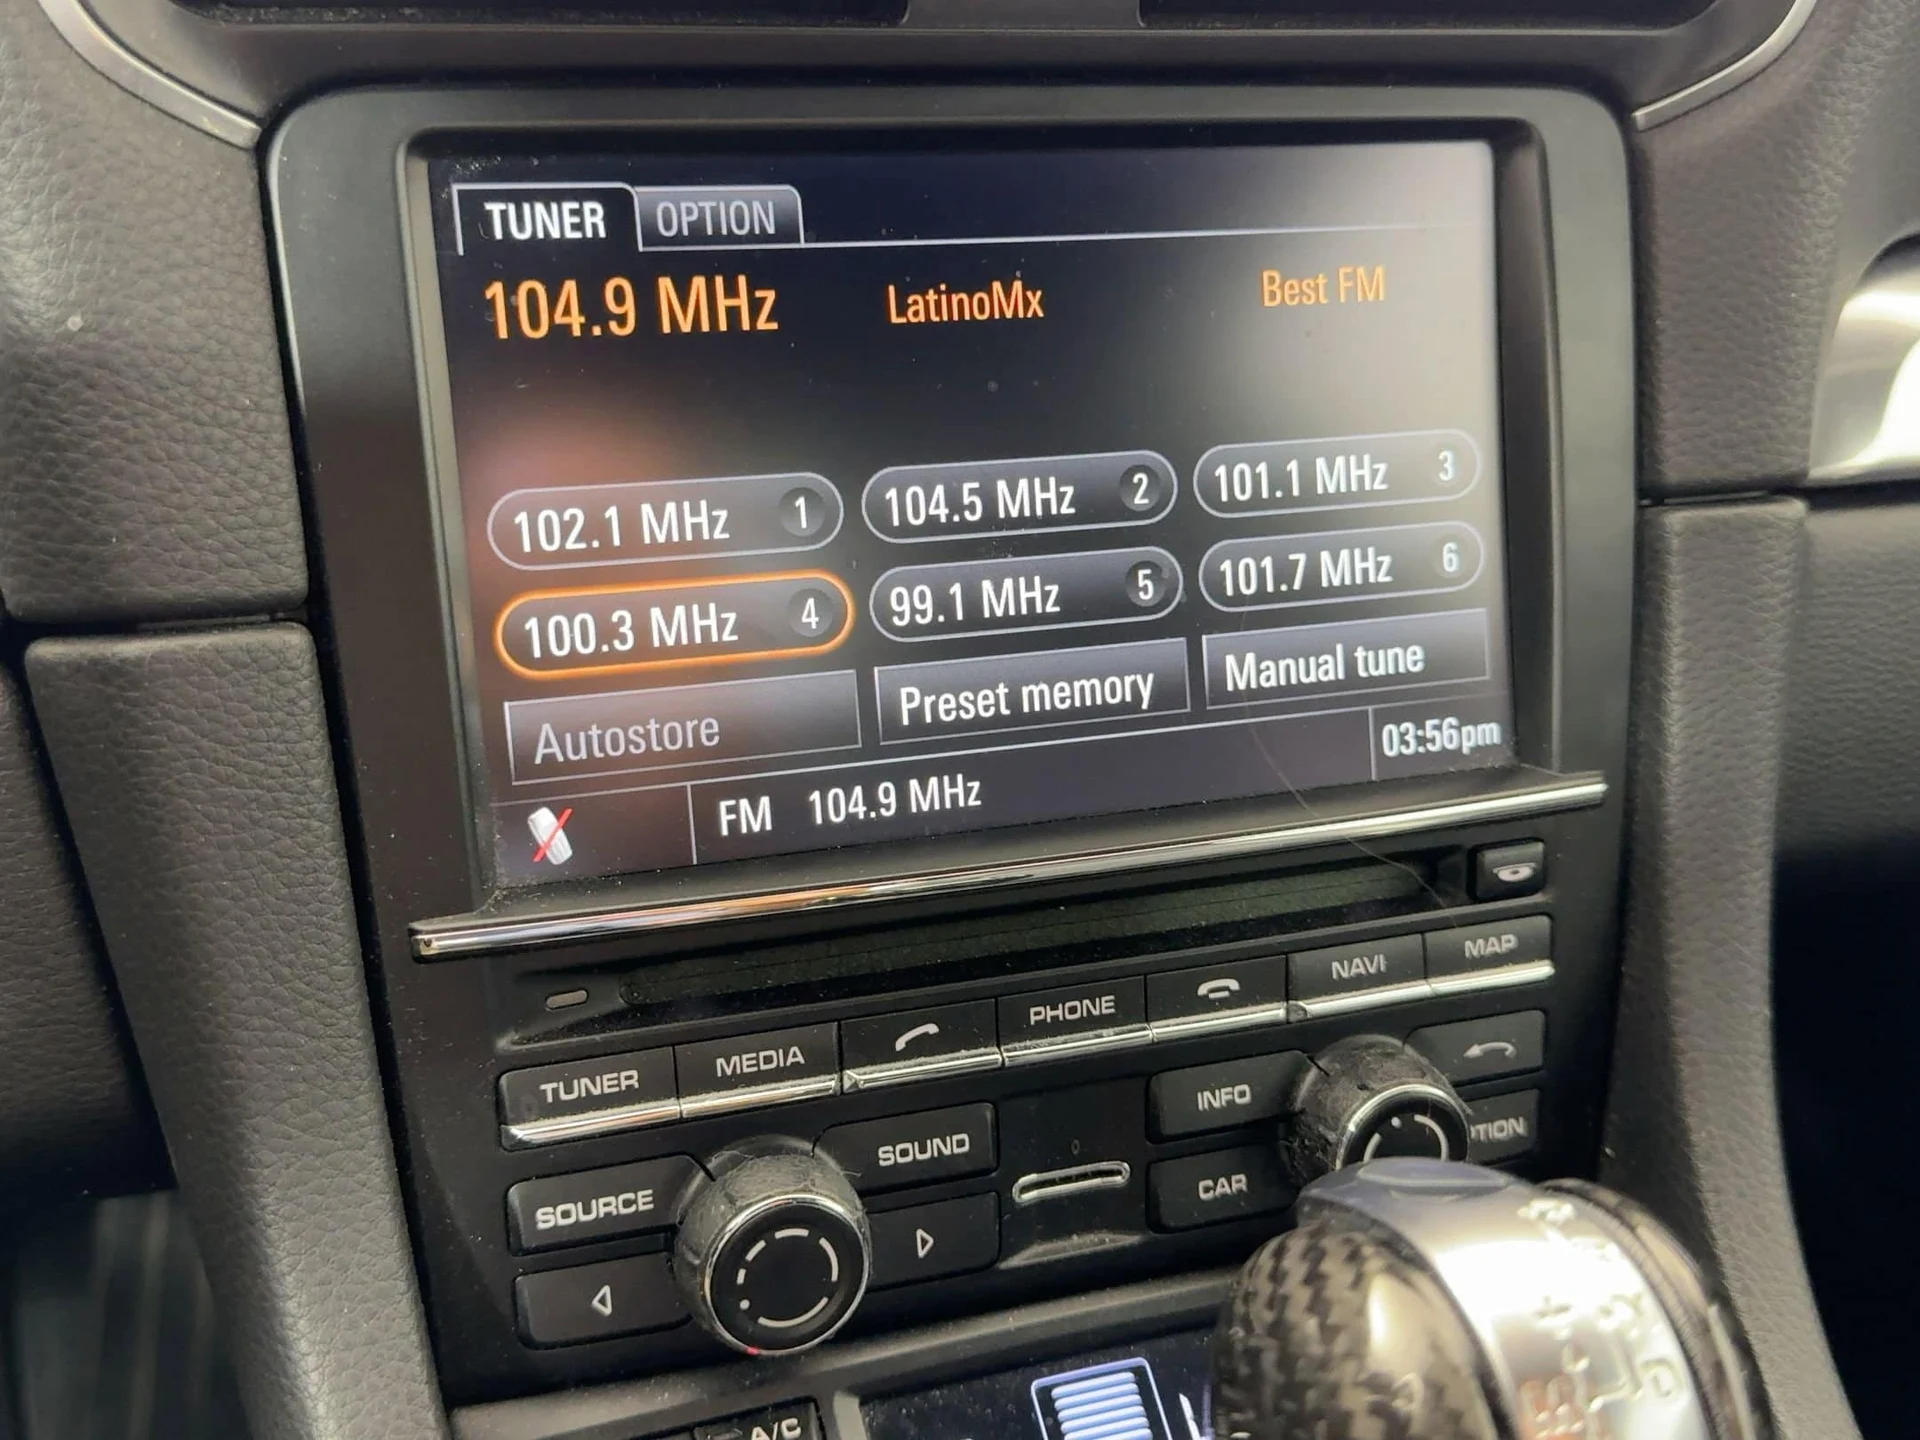 TUNER OPTION
104.9 MHz LatinoMx Best FM
102.1 MHz 1 104.5 MHz 2 101.1 MHz 3
100.3 MHz 4 99.1 MHz 5 101.7 MHz 6
Autostore Preset memory Manual tune
FM 104.9 MHz 03:56pm
TUNER MEDIA PHONE NAVI MAP
SOURCE SOUND INFO
CAR
A/C